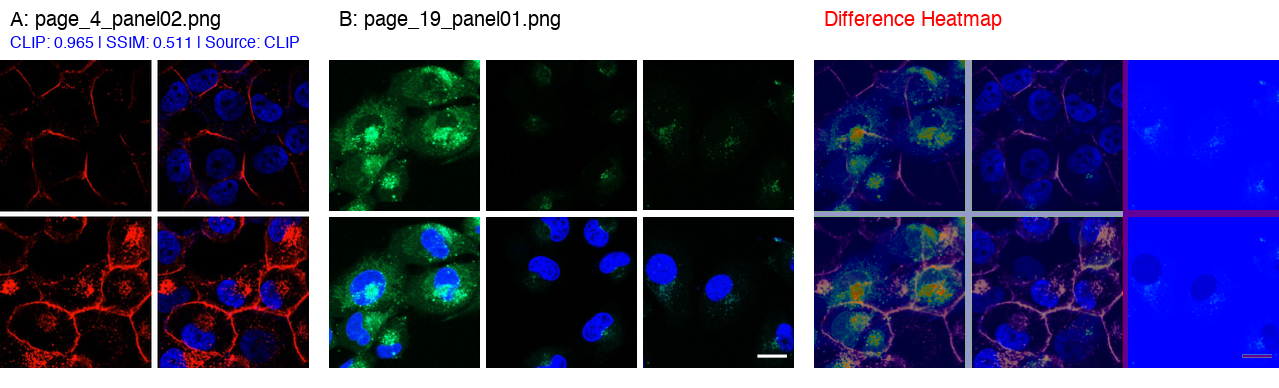 A: page_4_panel02.png
CLIP: 0.965 | SSIM: 0.511 | Source: CLIP
B: page_19_panel01.png
Difference Heatmap